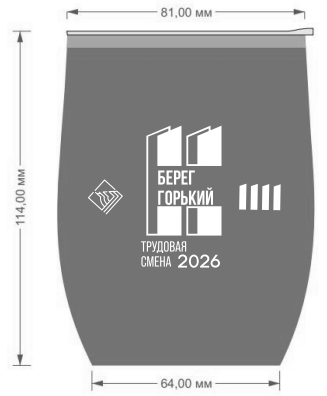 81,00 мм
114,00 мм
БЕРЕГ
ГОРЬКИЙ
ТРУДОВАЯ
СМЕНА 2026
64,00 мм